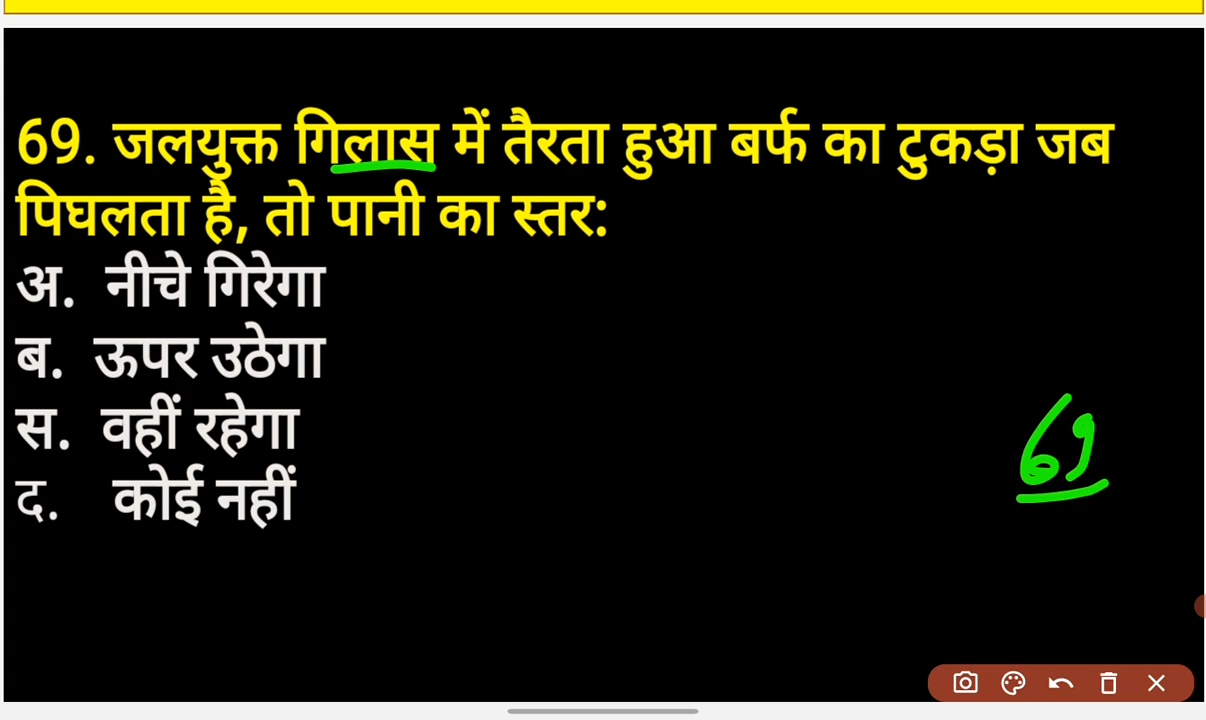 69. जलयुक्त गिलास में तैरता हुआ बर्फ का टुकड़ा जब
पिघलता है, तो पानी का स्तर:
अ. नीचे गिरेगा
ब. ऊपर उठेगा
स. वहीं रहेगा
द. कोई नहीं
69